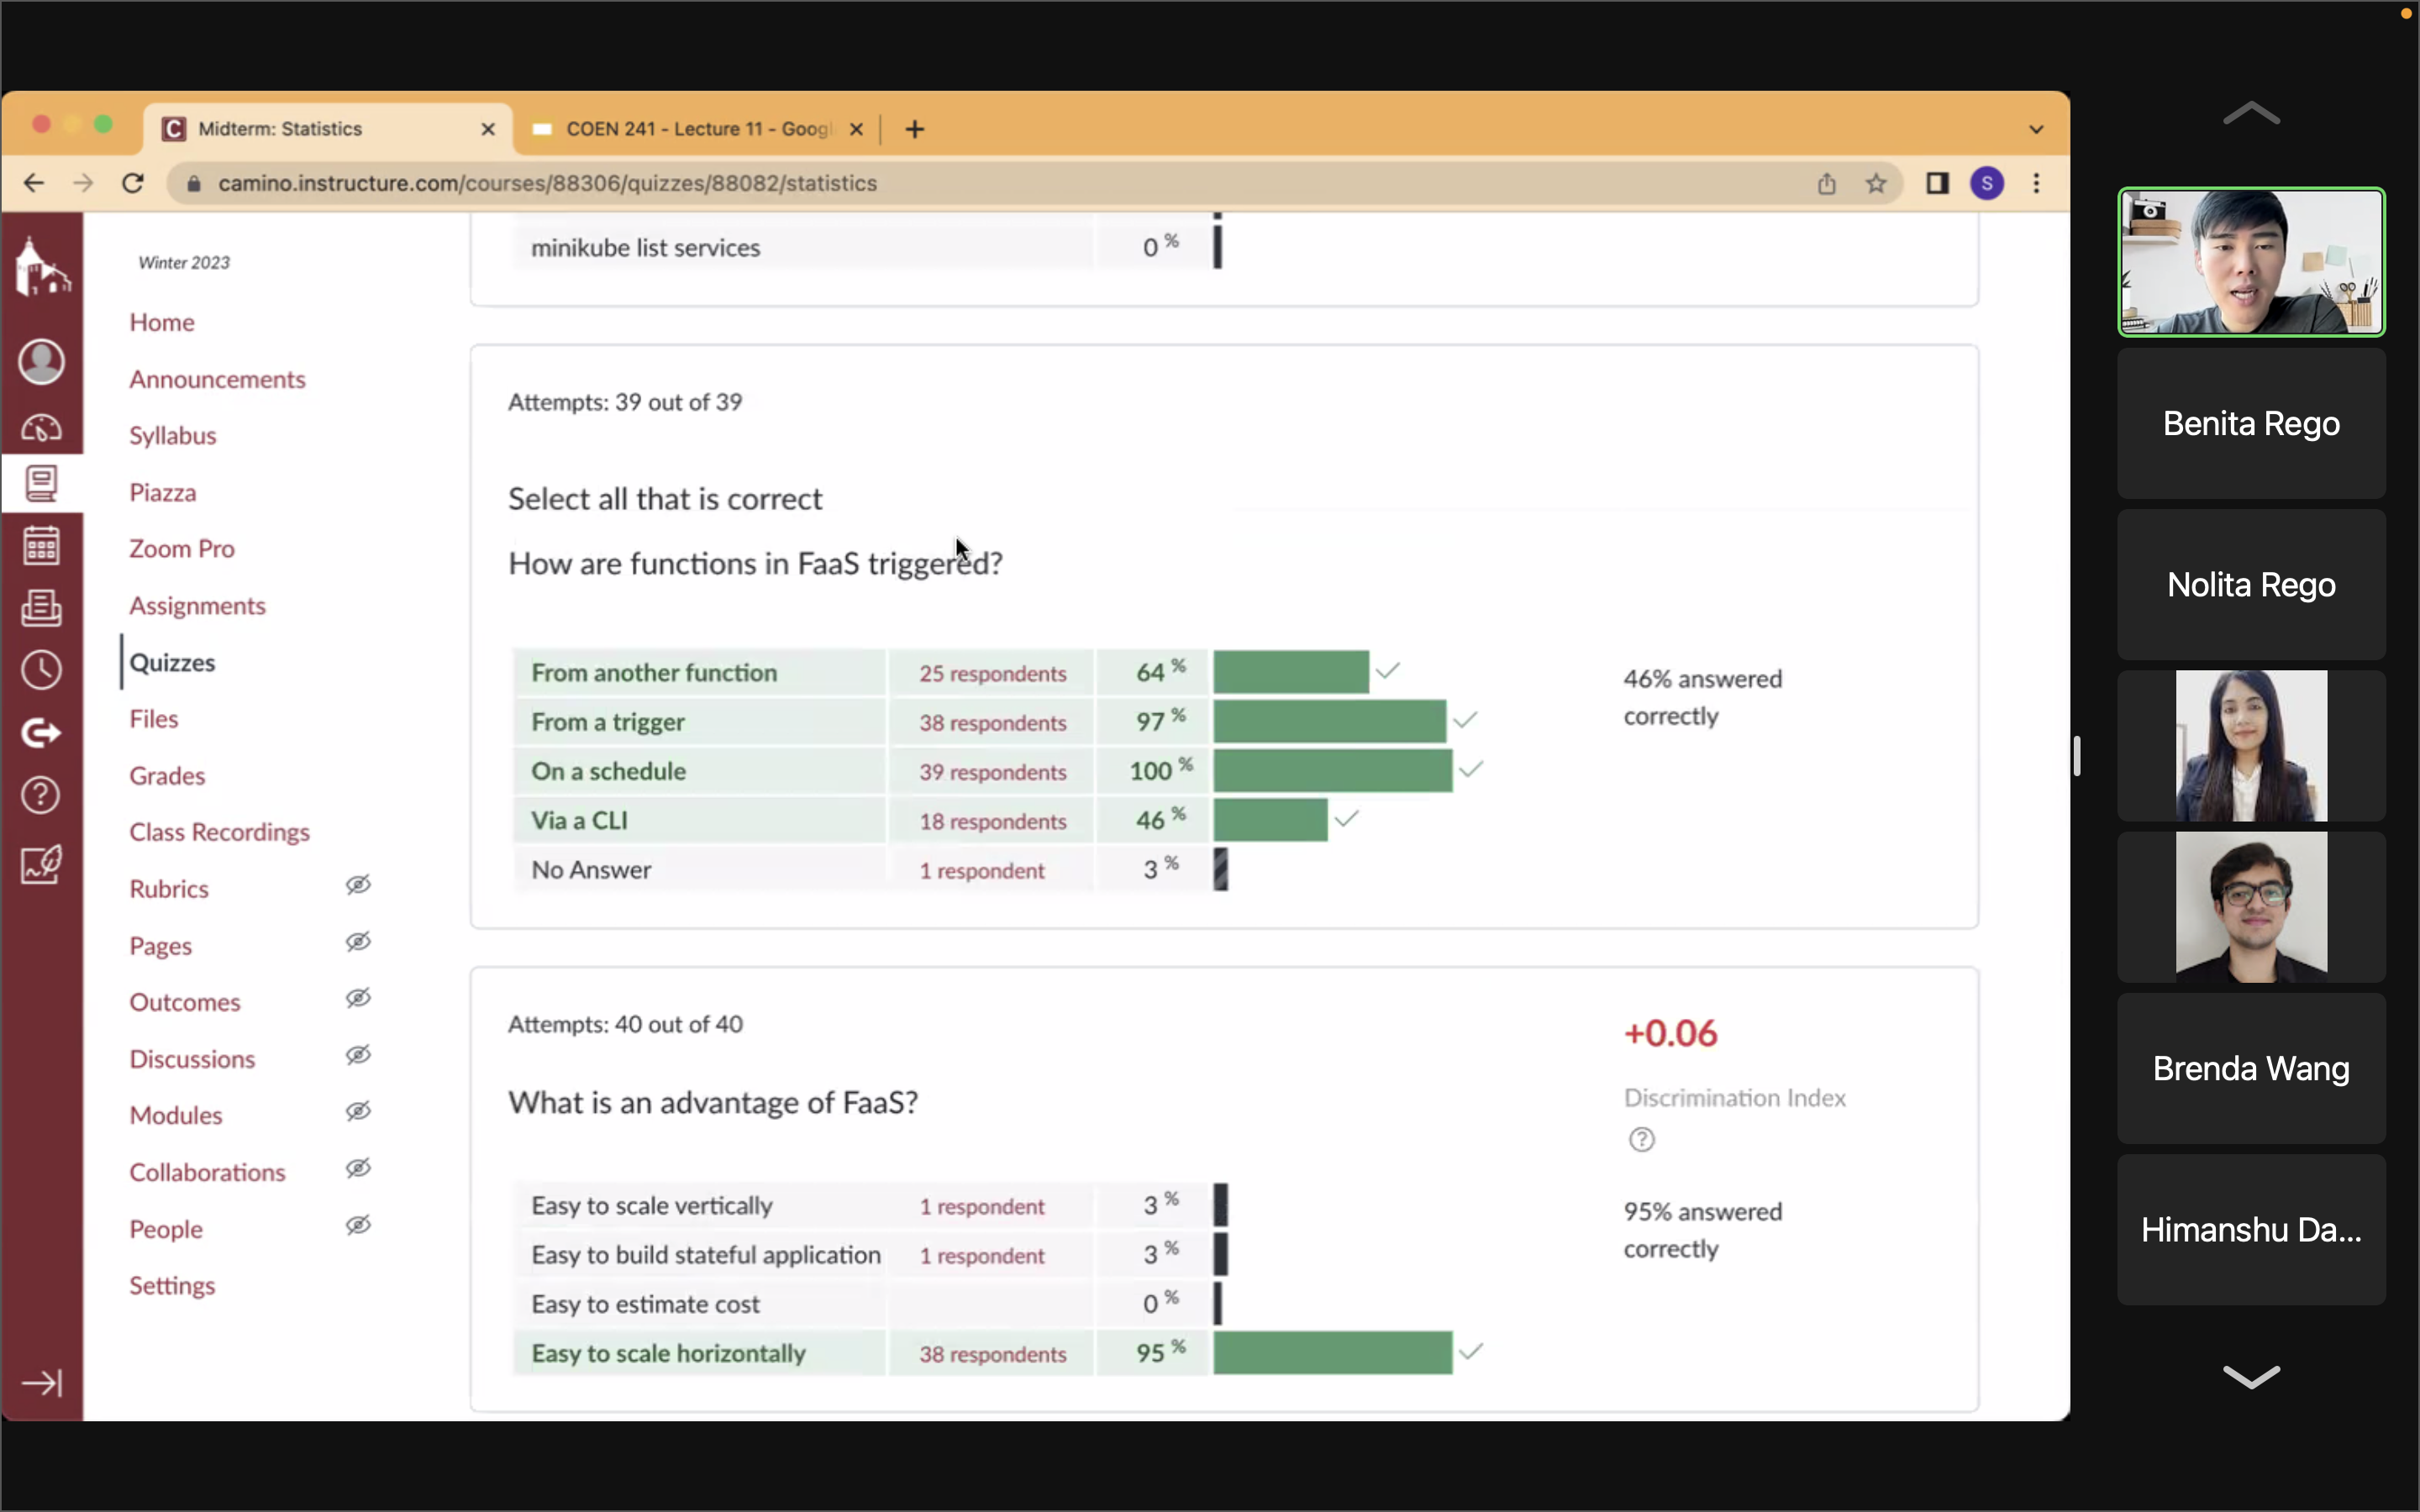 Midterm: Statistics
COEN 241 - Lecture 11 - Googl
camino.instructure.com/courses/88306/quizzes/88082/statistics
S
Winter 2023
Home
Announcements
Syllabus
Piazza
Zoom Pro
Assignments
Quizzes
Files
Grades
Class Recordings
Rubrics
Pages
Outcomes
Discussions
Modules
Collaborations
People
Settings
minikube list services 0 %
Attempts: 39 out of 39
Select all that is correct
How are functions in FaaS triggered?
From another function 25 respondents 64 %
From a trigger 38 respondents 97 %
On a schedule 39 respondents 100 %
Via a CLI 18 respondents 46 %
No Answer 1 respondent 3 %
46% answered
correctly
Attempts: 40 out of 40
+0.06
Discrimination Index
What is an advantage of FaaS?
Easy to scale vertically 1 respondent 3 %
Easy to build stateful application 1 respondent 3 %
Easy to estimate cost 0 %
Easy to scale horizontally 38 respondents 95 %
95% answered
correctly
Benita Rego
Nolita Rego
Brenda Wang
Himanshu Da...